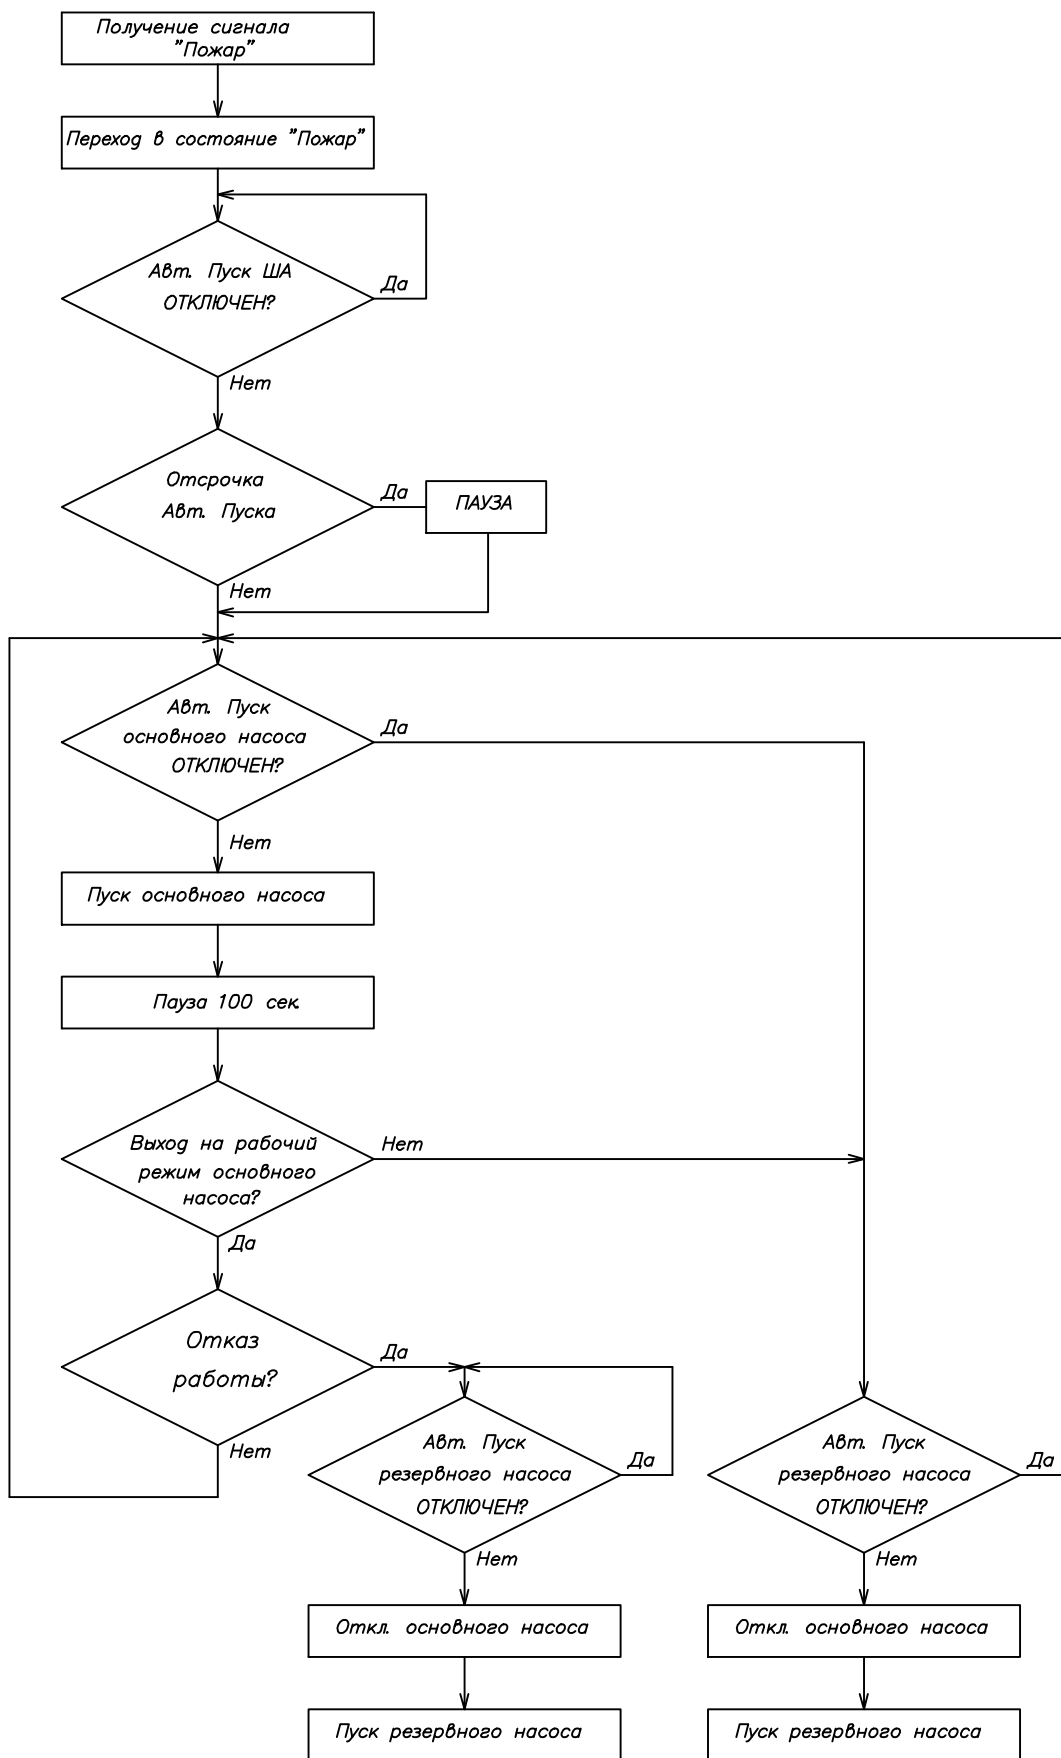 Получение сигнала
"Пожар"
Переход в состояние "Пожар"
Авт. Пуск ША
ОТКЛЮЧЕН?
Да
Нет
Отсрочка
Авт. Пуска
Да
ПАУЗА
Нет
Авт. Пуск
основного насоса
ОТКЛЮЧЕН?
Да
Нет
Пуск основного насоса
Пауза 100 сек.
Выход на рабочий
режим основного
насоса?
Нет
Да
Отказ
работы?
Да
Нет
Авт. Пуск
резервного насоса
ОТКЛЮЧЕН?
Да
Нет
Откл. основного насоса
Пуск резервного насоса
Авт. Пуск
резервного насоса
ОТКЛЮЧЕН?
Да
Нет
Откл. основного насоса
Пуск резервного насоса